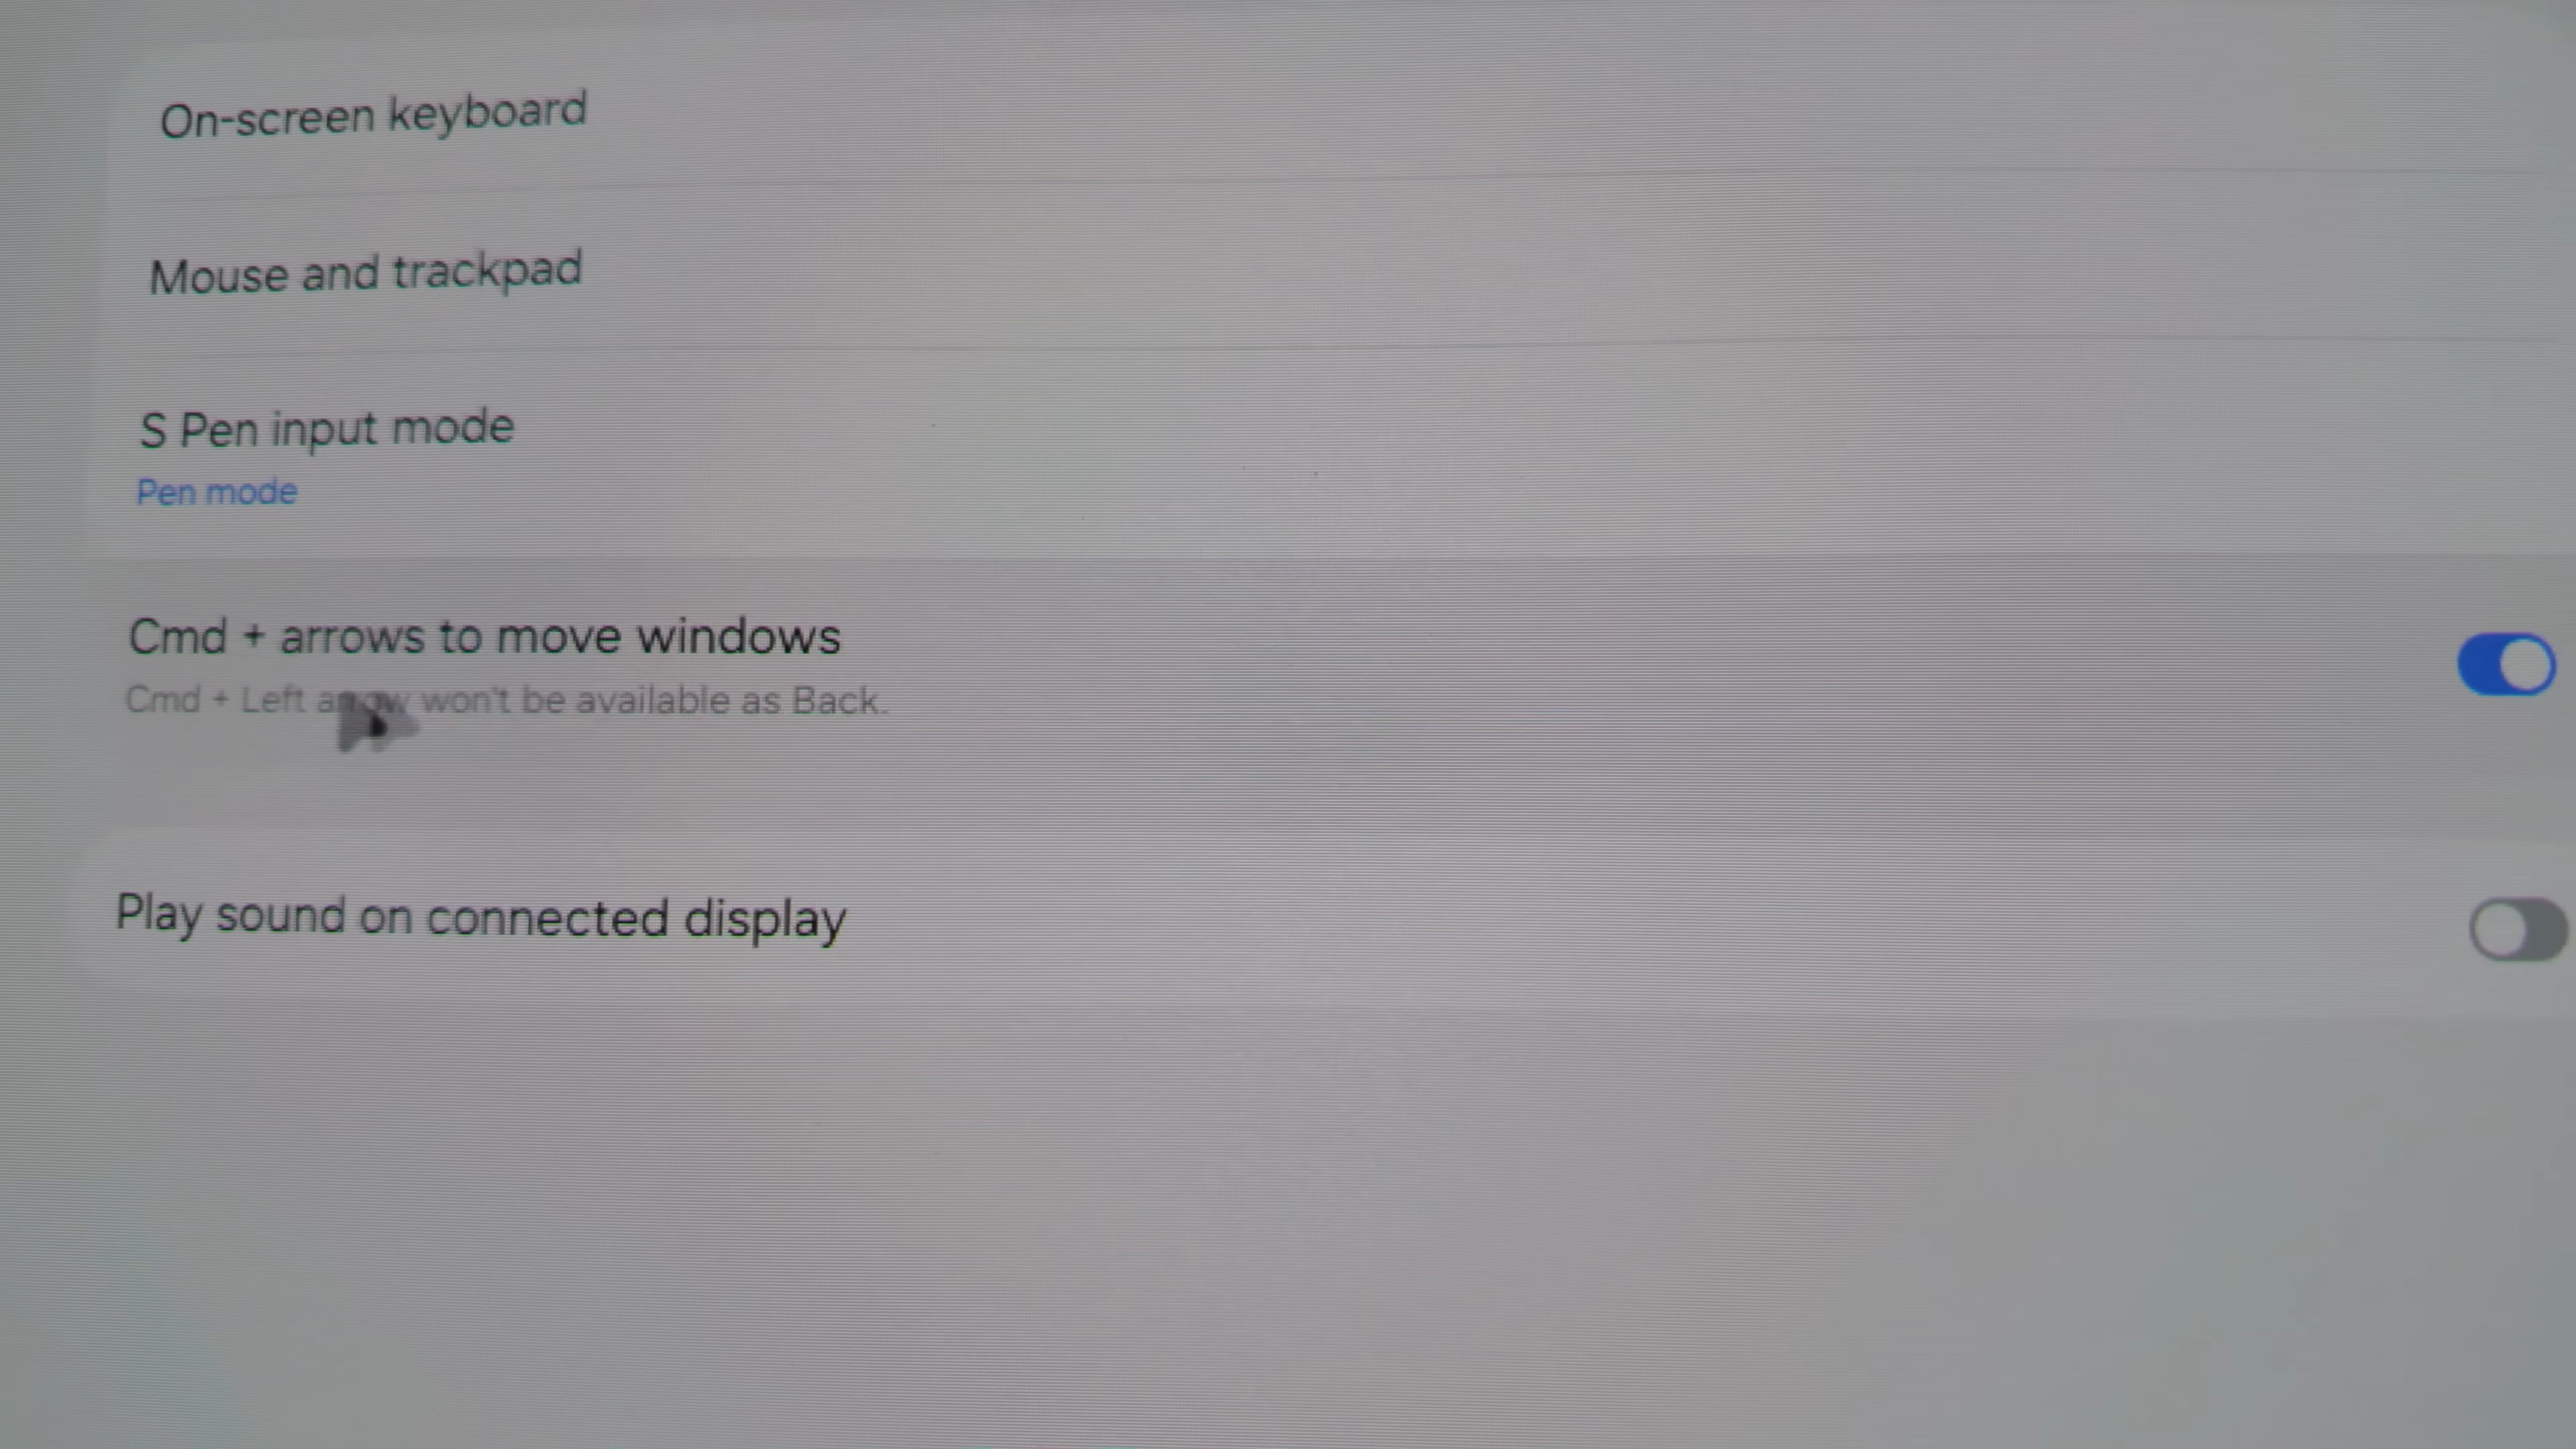 On-screen keyboard
Mouse and trackpad
S Pen input mode
Pen mode
Cmd + arrows to move windows
Cmd + Left arrow won't be available as Back.
Play sound on connected display